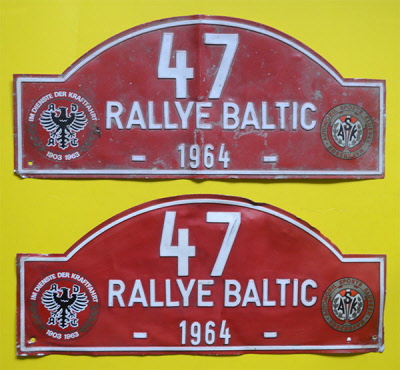 47
RALLYE BALTIC
- 1964 -
IM DIENSTE DER KRAFTFAHRT
ADAC
1903 1963
47
RALLYE BALTIC
- 1964 -
IM DIENSTE DER KRAFTFAHRT
ADAC
1903 1963